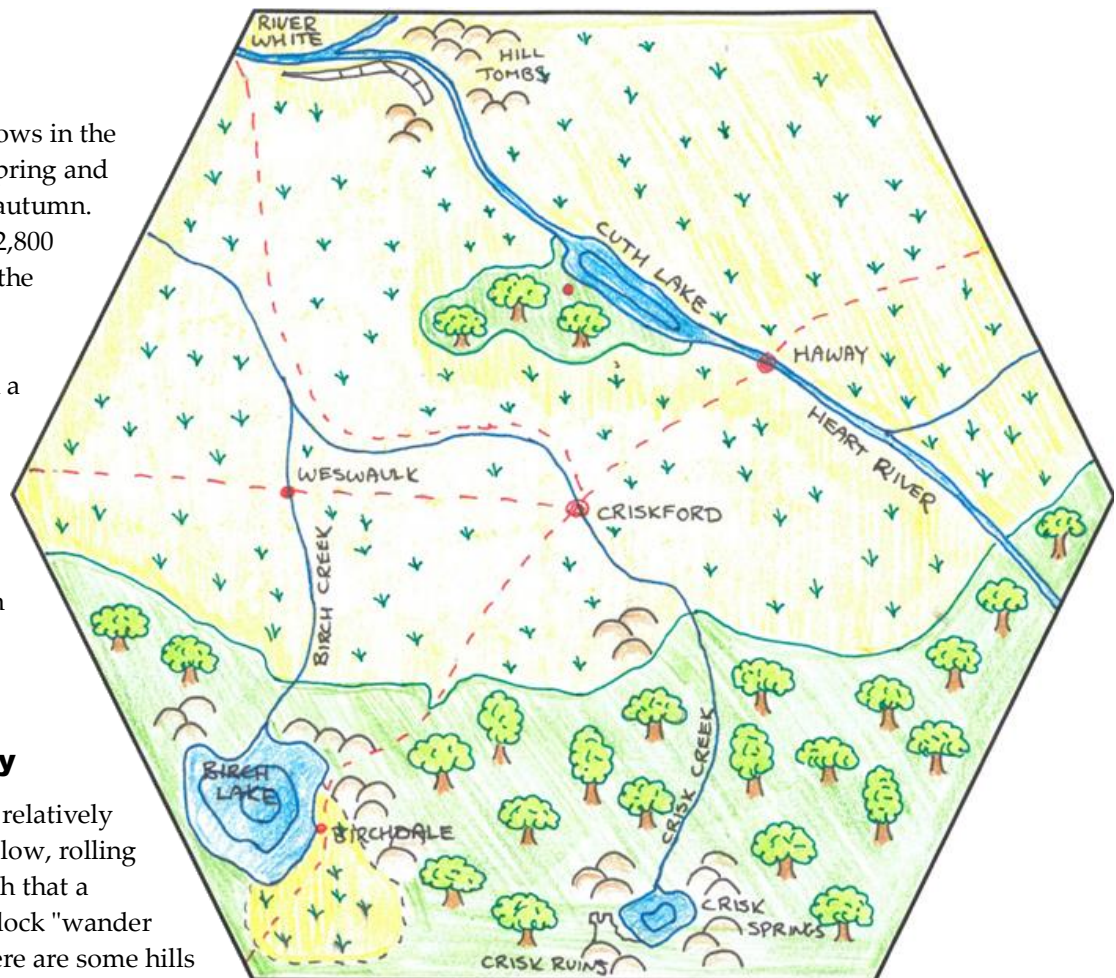 ows in the
pring and
autumn.
2,800
the
a
n
y
relatively
low, rolling
h that a
lock "wander
ere are some hills
RIVER
WHITE
HILL
TOMBS
CUTH LAKE
HAWAY
HEART RIVER
WESWAULK
CRISKFORD
BIRCH CREEK
CRISK CREEK
BIRCH
LAKE
BIRCHDALE
CRISK
SPRINGS
CRISK RUINS